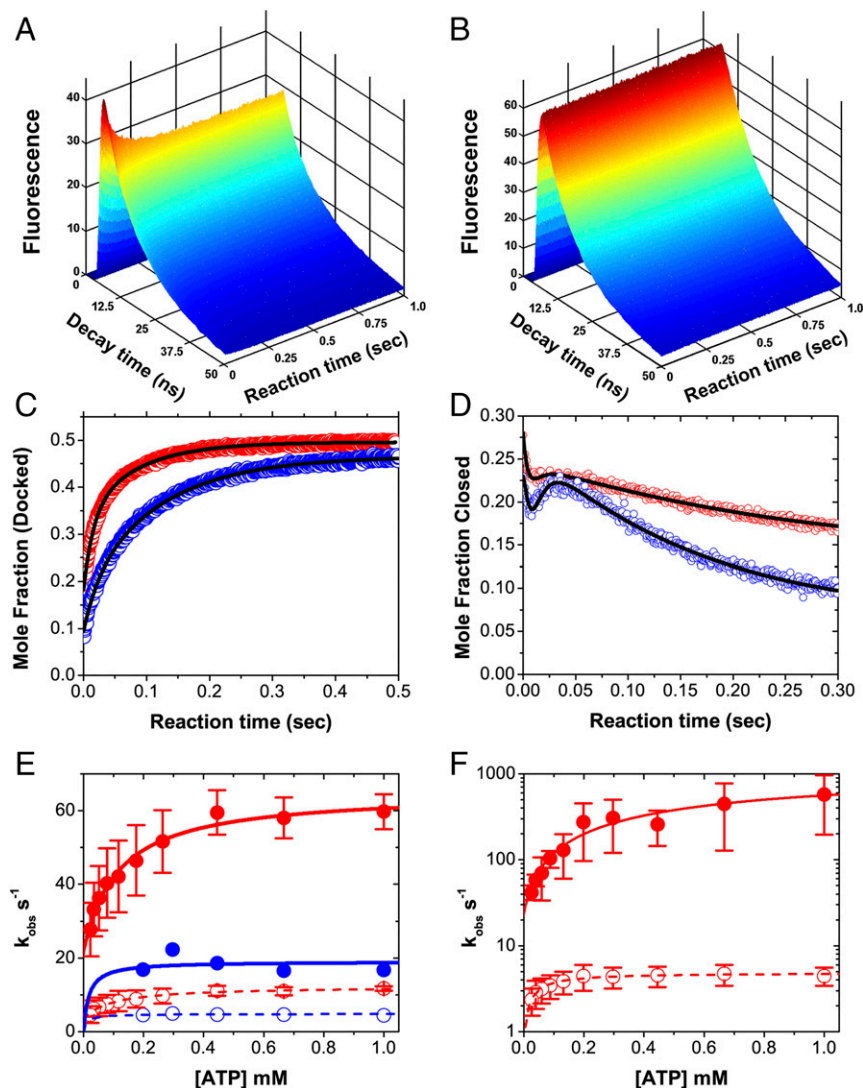 A
Fluorescence
40
30
20
10
0
0
12.5
25
37.5
50
Decay time (ns)
0
0.25
0.5
0.75
1.0
Reaction time (sec)
B
Fluorescence
60
50
40
30
20
10
0
0
12.5
25
37.5
50
Decay time (ns)
0
0.25
0.5
0.75
1.0
Reaction time (sec)
C
Mole Fraction (Docked)
0.5
0.4
0.3
0.2
0.1
0.0
0.0 0.1 0.2 0.3 0.4 0.5
Reaction time (sec)
D
Mole Fraction Closed
0.30
0.25
0.20
0.15
0.10
0.05
0.00
0.00 0.05 0.10 0.15 0.20 0.25 0.30
Reaction time (sec)
E
k_obs s⁻¹
60
40
20
0
0.0 0.2 0.4 0.6 0.8 1.0
[ATP] mM
F
k_obs s⁻¹
1000
100
10
1
0.0 0.2 0.4 0.6 0.8 1.0
[ATP] mM